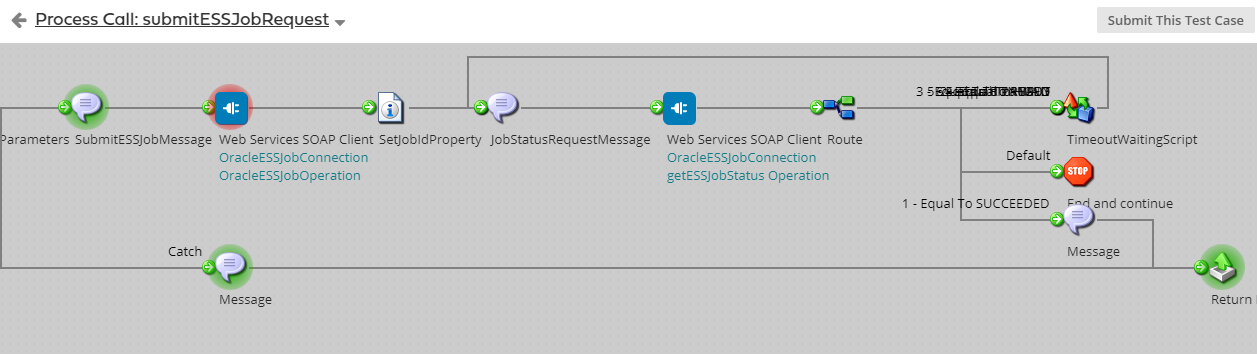 Process Call: submitESSJobRequest
Submit This Test Case
Parameters SubmitESSJobMessage Web Services SOAP Client SetJobIdProperty JobStatusRequestMessage Web Services SOAP Client Route TimeoutWaitingScript
OracleESSJobConnection OracleESSJobConnection
OracleESSJobOperation getESSJobStatus Operation
Default
STOP
1 - Equal To SUCCEEDED End and continue
Catch Message
Message Return